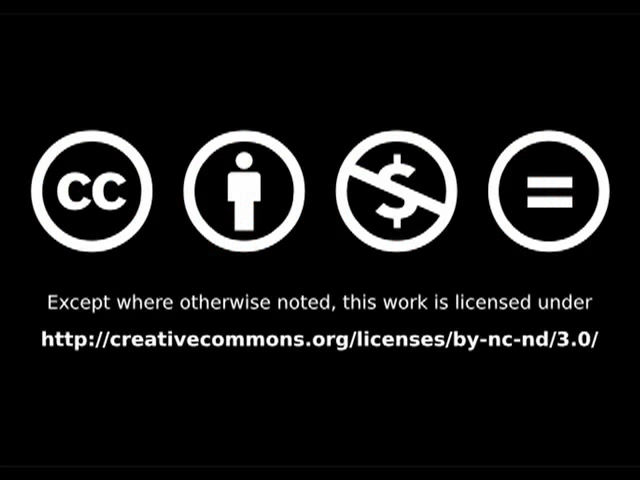 CC
$
=
Except where otherwise noted, this work is licensed under
http://creativecommons.org/licenses/by-nc-nd/3.0/